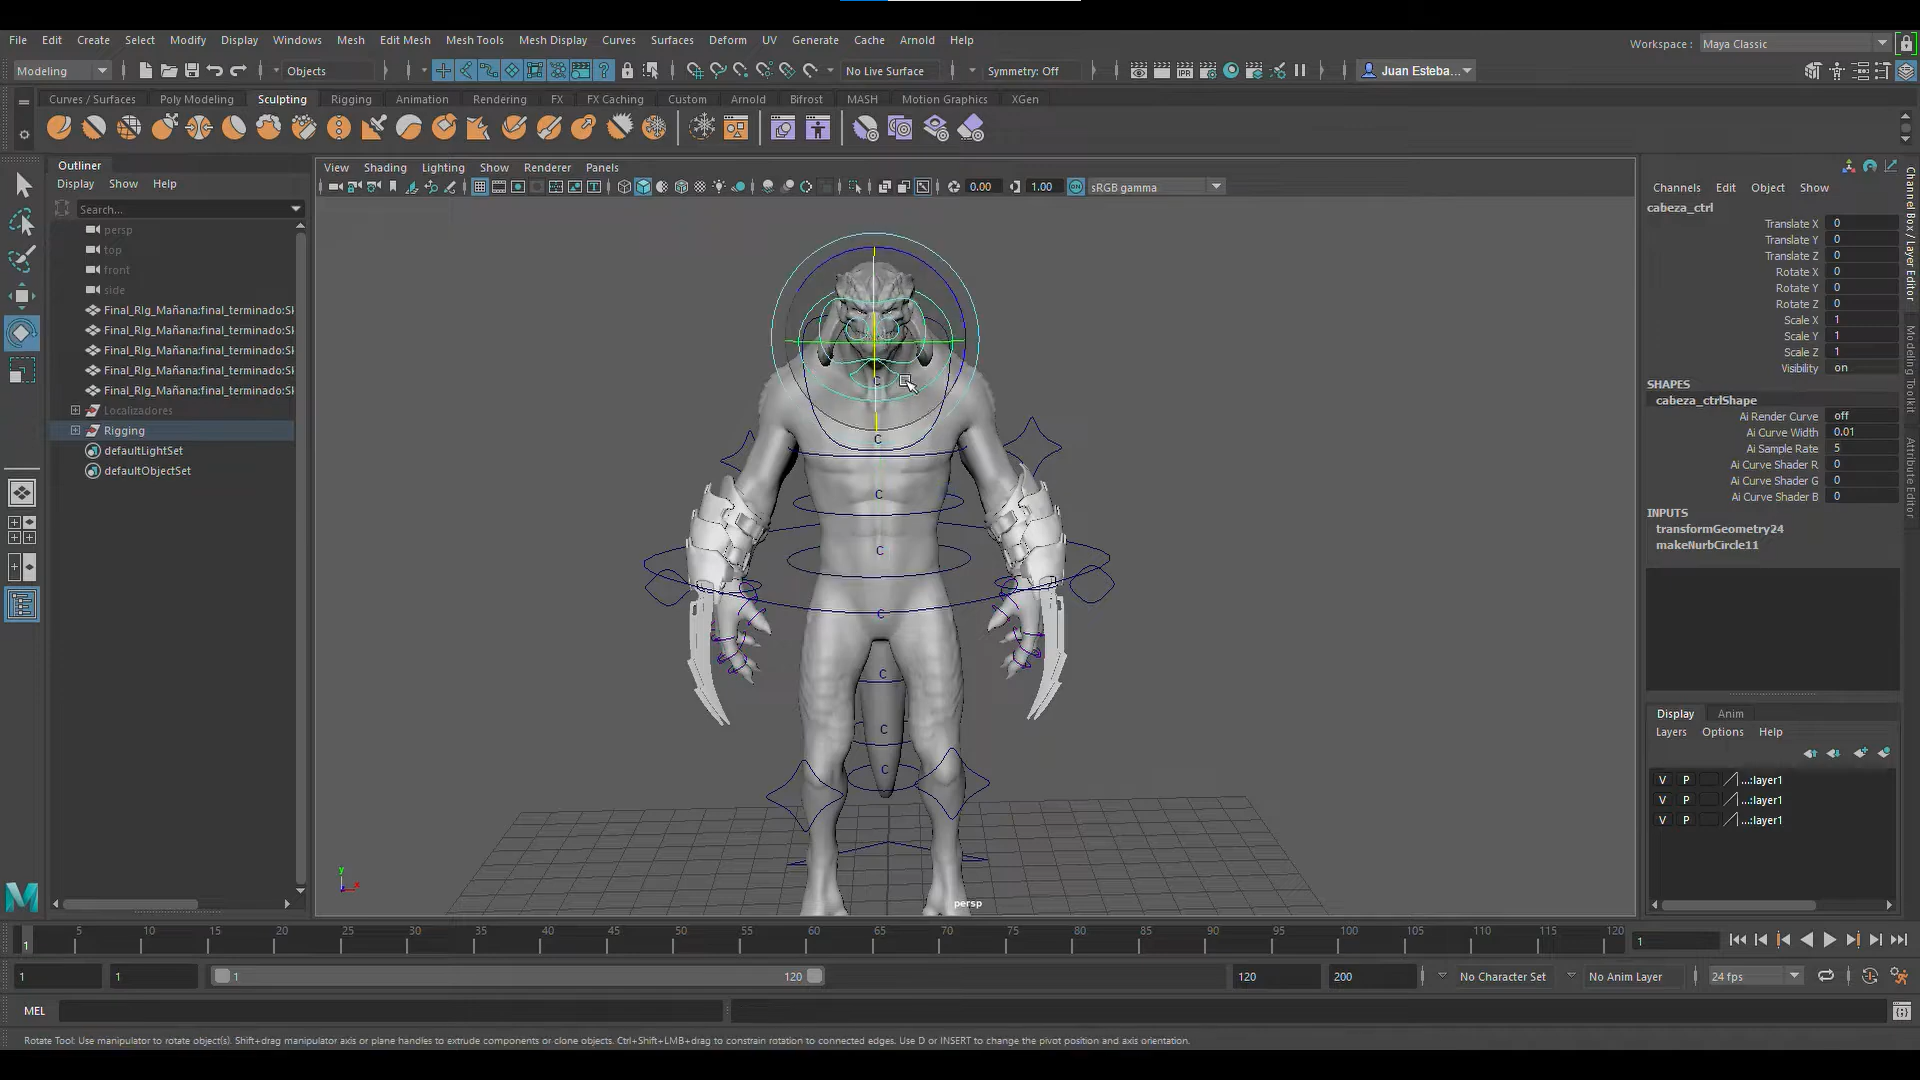 File Edit Create Select Modify Display Windows Mesh Edit Mesh Mesh Tools Mesh Display Curves Surfaces Deform UV Generate Cache Arnold Help
Workspace : Maya Classic
Modeling Objects No Live Surface Symmetry: Off Juan Esteba...
Curves / Surfaces Poly Modeling Sculpting Rigging Animation Rendering FX FX Caching Custom Arnold Bifrost MASH Motion Graphics XGen
Outliner
Display Show Help
Search...
persp
top
front
side
Final_RIg_Mañana:final_terminado:Sl
Final_RIg_Mañana:final_terminado:Sl
Final_RIg_Mañana:final_terminado:Sl
Final_RIg_Mañana:final_terminado:Sl
Final_RIg_Mañana:final_terminado:Sl
Localizadores
Rigging
defaultLightSet
defaultObjectSet
View Shading Lighting Show Renderer Panels
0.00 1.00 ON sRGB gamma
C
C
C
C
C
C
C
C
y
x
persp
Channels Edit Object Show
cabeza_ctrl
Translate X 0
Translate Y 0
Translate Z 0
Rotate X 0
Rotate Y 0
Rotate Z 0
Scale X 1
Scale Y 1
Scale Z 1
Visibility on
SHAPES
cabeza_ctrlShape
Ai Render Curve off
Ai Curve Width 0.01
Ai Sample Rate 5
Ai Curve Shader R 0
Ai Curve Shader G 0
Ai Curve Shader B 0
INPUTS
transformGeometry24
makeNurbCircle11
Display Anim
Layers Options Help
V P ...:layer1
V P ...:layer1
V P ...:layer1
Channel Box / Layer Editor
Modeling Toolkit
Attribute Editor
5 10 15 20 25 30 35 40 45 50 55 60 65 70 75 80 85 90 95 100 105 110 115 120
1 1
1 1 1 120 120 200 No Character Set No Anim Layer 24 fps
MEL
Rotate Tool: Use manipulator to rotate object(s). Shift+drag manipulator axis or plane handles to extrude components or clone objects. Ctrl+Shift+LMB+drag to constrain rotation to connected edges. Use D or INSERT to change the pivot position and axis orientation.